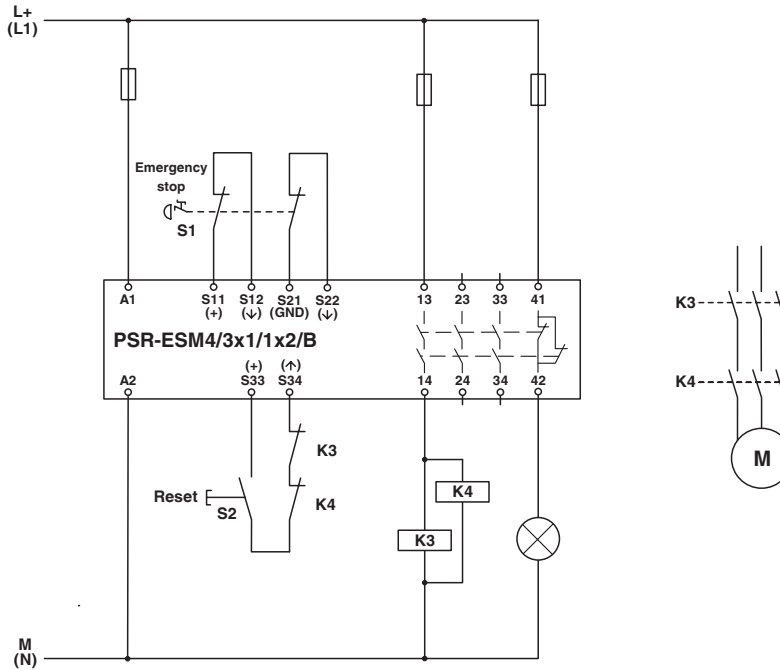 L+
(L1)
Emergency
stop
S1
A1
S11
(+)
S12
(↓)
S21
(GND)
S22
(↓)
13
23
33
41
PSR-ESM4/3x1/1x2/B
A2
(+)
S33
(↑)
S34
14
24
34
42
K3
K4
Reset
S2
K4
K3
M
(N)
K3
K4
M